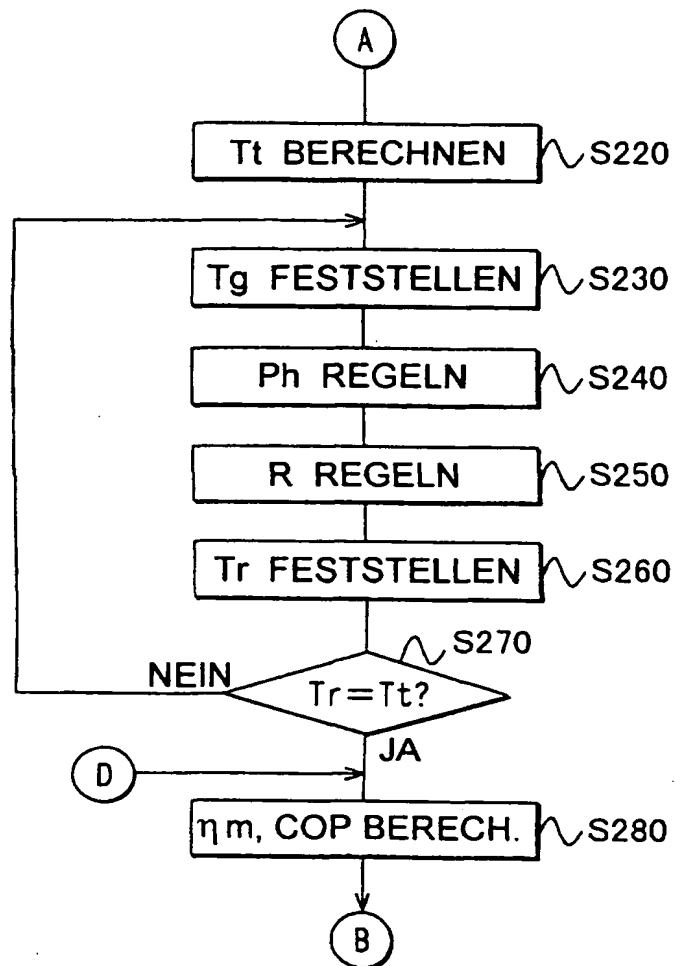 A
Tt BERECHNEN S220
Tg FESTSTELLEN S230
Ph REGELN S240
R REGELN S250
Tr FESTSTELLEN S260
S270
NEIN
Tr=Tt?
JA
D
ηm, COP BERECH. S280
B